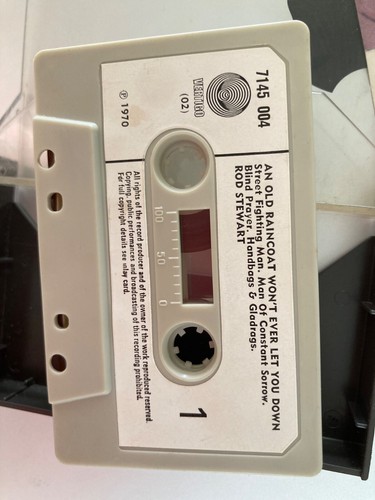 7145 004
VERTIGO
(02)
℗ 1970
AN OLD RAINCOAT WON'T EVER LET YOU DOWN
Street Fighting Man. Man Of Constant Sorrow.
Blind Prayer. Handbags & Gladrags.
ROD STEWART
1
100 50 0
All rights of the record producer and of the owner of the work reproduced reserved.
Copying, public performances and broadcasting of this recording prohibited.
For full copyright details see inlay card.